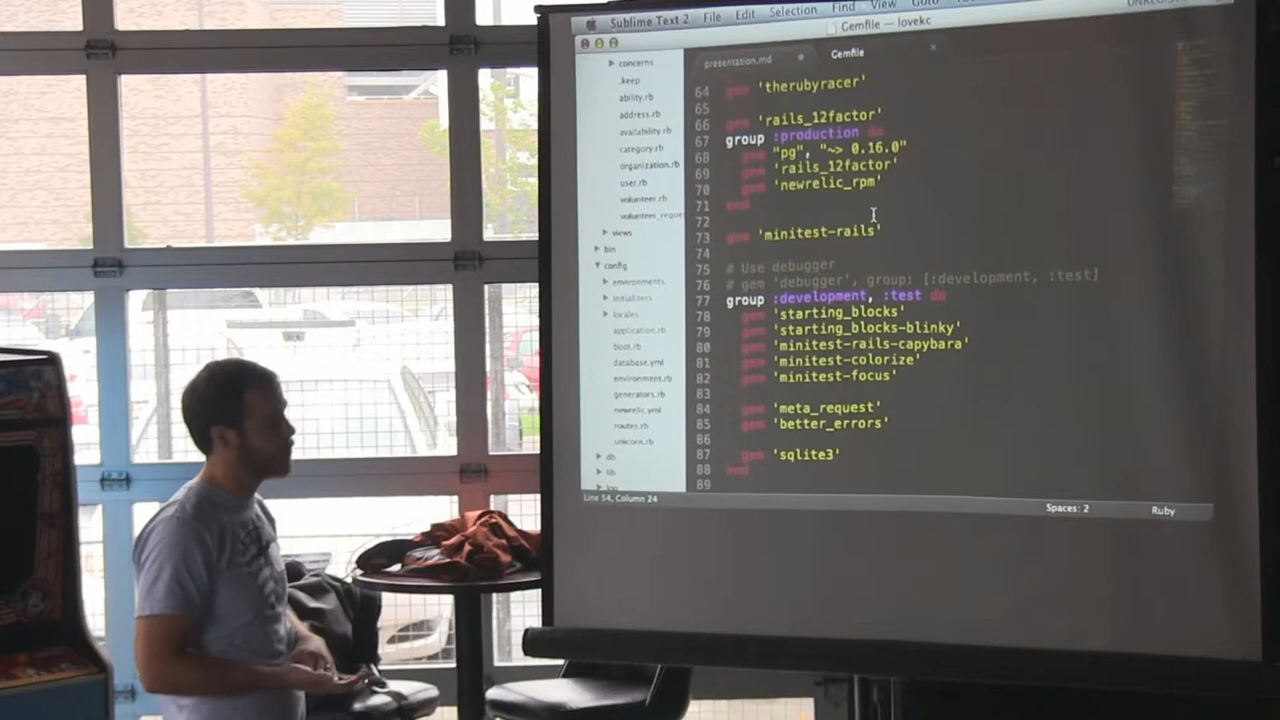 Sublime Text 2 File Edit Selection Find View Goto
Gemfile — lovekc
presentation.md
Gemfile
concerns
.keep
ability.rb
address.rb
availability.rb
category.rb
organization.rb
user.rb
volunteer.rb
volunteer_reque
views
bin
config
environments
initializers
locales
application.rb
boot.rb
database.yml
environment.rb
generators.rb
newrelic.yml
routes.rb
unicorn.rb
db
lib
64 gem 'therubyracer'
65
66 gem 'rails_12factor'
67 group :production do
68 gem "pg", "~> 0.16.0"
69 gem 'rails_12factor'
70 gem 'newrelic_rpm'
71 end
72
73 gem 'minitest-rails'
74
75 # Use debugger
76 # gem 'debugger', group: [:development, :test]
77 group :development, :test do
78 gem 'starting_blocks'
79 gem 'starting_blocks-blinky'
80 gem 'minitest-rails-capybara'
81 gem 'minitest-colorize'
82 gem 'minitest-focus'
83
84 gem 'meta_request'
85 gem 'better_errors'
86
87 gem 'sqlite3'
88 end
89
Line 54, Column 24
Spaces: 2
Ruby